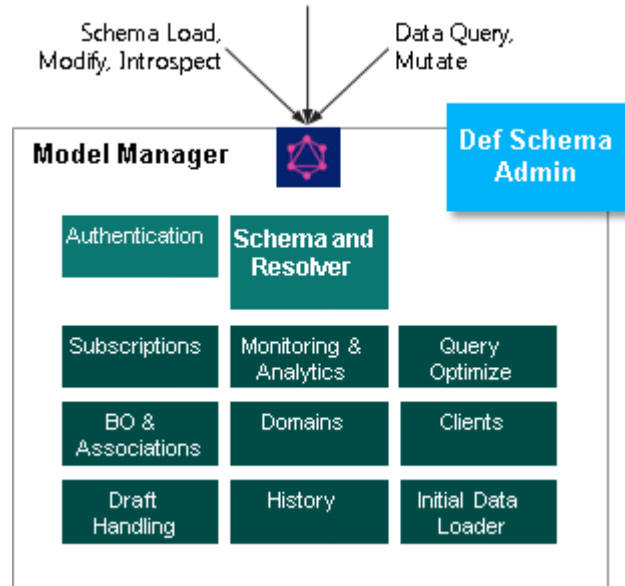 Schema Load,
Modify, Introspect
Data Query,
Mutate
Model Manager
Def Schema
Admin
Authentication
Schema and
Resolver
Subscriptions
Monitoring &
Analytics
Query
Optimize
BO &
Associations
Domains
Clients
Draft
Handling
History
Initial Data
Loader